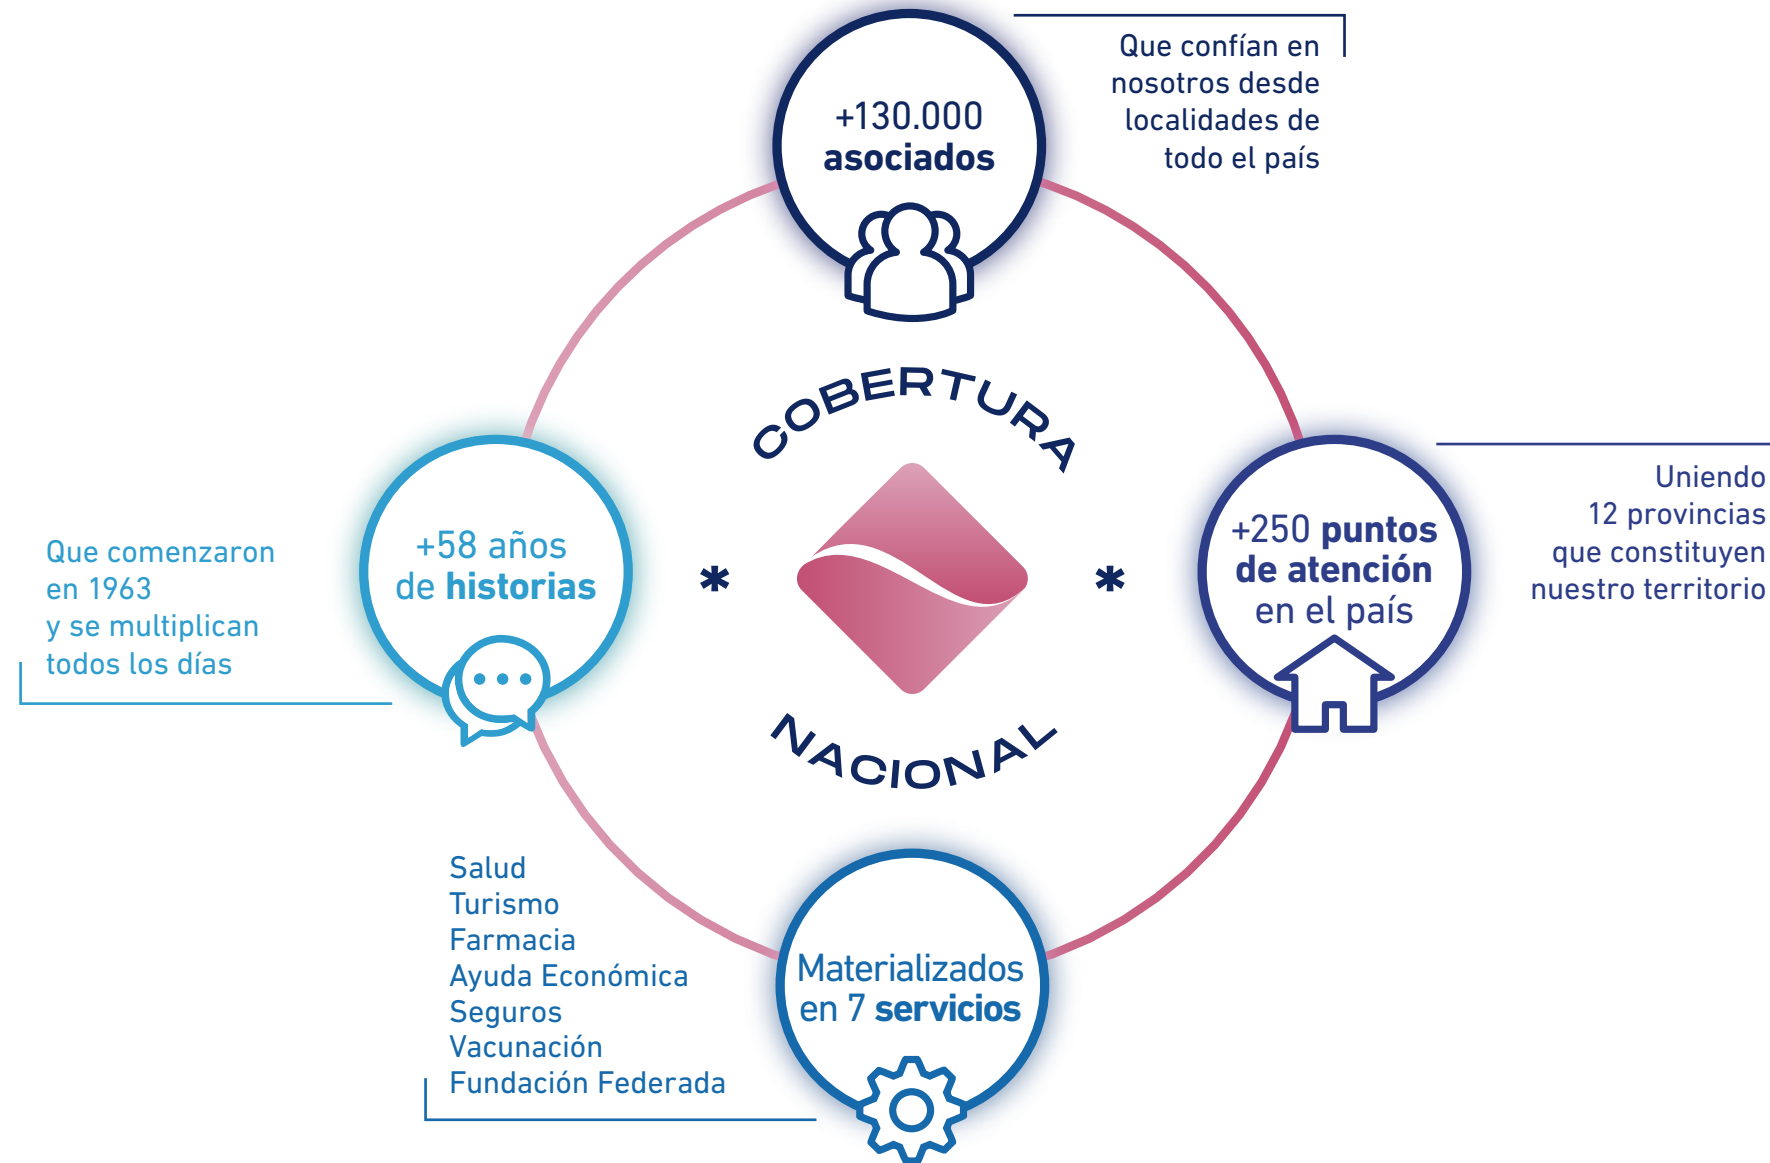 +130.000
asociados
Que confían en
nosotros desde
localidades de
todo el país
COBERTURA
* *
NACIONAL
+58 años
de historias
Que comenzaron
en 1963
y se multiplican
todos los días
+250 puntos
de atención
en el país
Uniendo
12 provincias
que constituyen
nuestro territorio
Salud
Turismo
Farmacia
Ayuda Económica
Seguros
Vacunación
Fundación Federada
Materializados
en 7 servicios